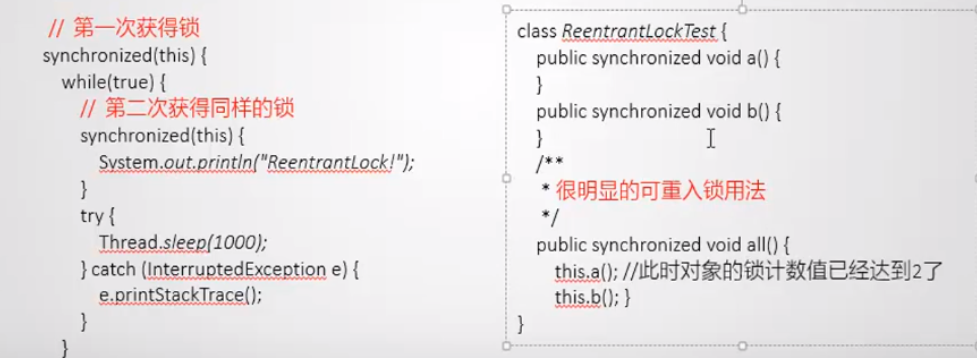 // 第一次获得锁
synchronized(this) {
while(true) {
// 第二次获得同样的锁
synchronized(this) {
System.out.println("ReentrantLock!");
}
try {
Thread.sleep(1000);
} catch (InterruptedException e) {
e.printStackTrace();
}
}
class ReentrantLockTest {
public synchronized void a() {
}
public synchronized void b() {
}
/**
* 很明显的可重入锁用法
*/
public synchronized void all() {
this.a(); //此时对象的锁计数值已经达到2了
this.b(); }
}